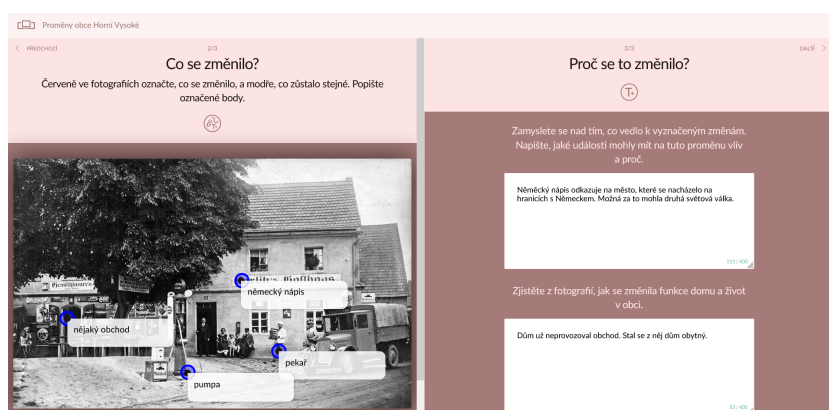 Proměny obce Horní Vysoké
PŘEDCHOZÍ
2/3
Co se změnilo?
Červeně ve fotografiích označte, co se změnilo, a modře, co zůstalo stejné. Popište
označené body.
německý nápis
nějaký obchod
pekař
pumpa
3/3
DALŠÍ
Proč se to změnilo?
T+
Zamyslete se nad tím, co vedlo k vyznačeným změnám.
Napište, jaké události mohly mít na tuto proměnu vliv
a proč.
Něměcký nápis odkazuje na město, které se nacházelo na
hranicích s Německem. Možná za to mohla druhá světová válka.
115/400
Zjistěte z fotografií, jak se změnila funkce domu a život
v obci.
Dům už neprovozoval obchod. Stal se z něj dům obytný.
53/400